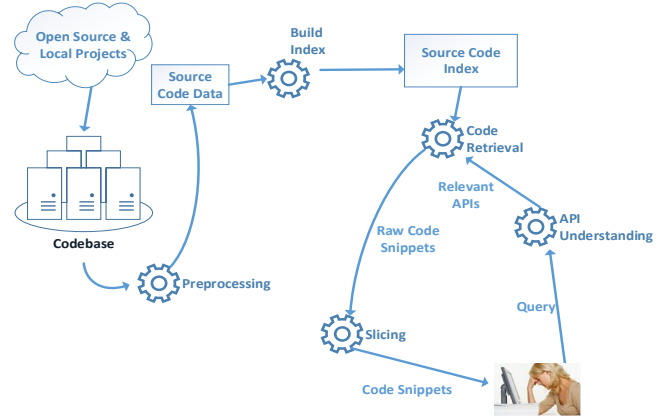 Open Source &
Local Projects
Codebase
Preprocessing
Source
Code Data
Build
Index
Source Code
Index
Code
Retrieval
Relevant
APIs
API
Understanding
Query
Raw Code
Snippets
Slicing
Code Snippets